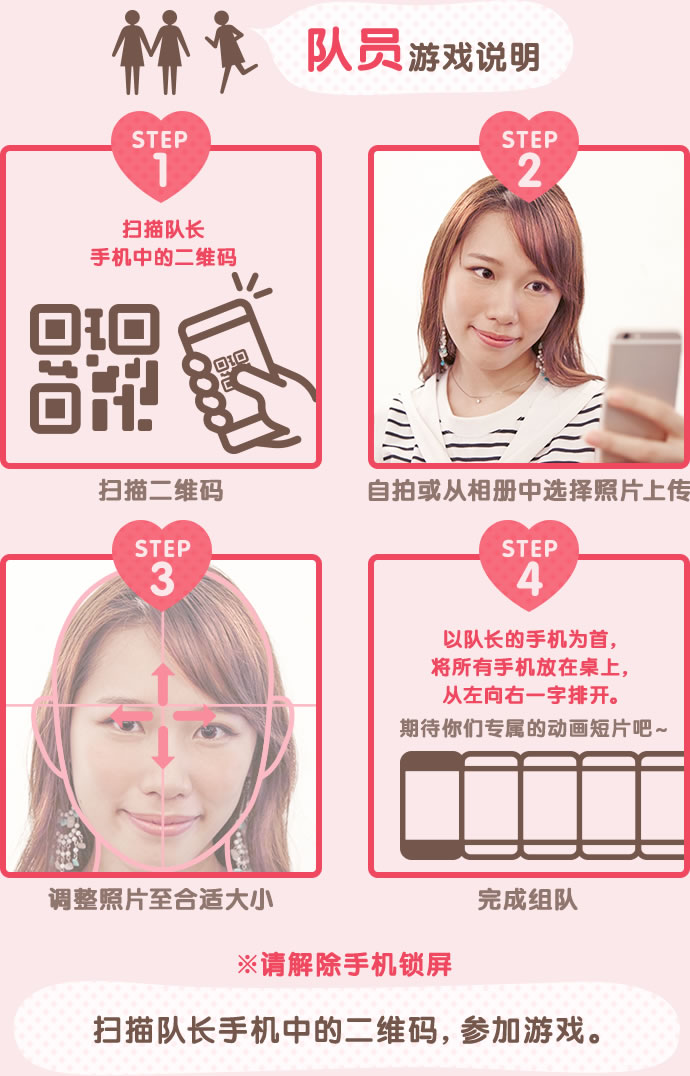 队员游戏说明
STEP
1
扫描队长
手机中的二维码
扫描二维码
STEP
2
自拍或从相册中选择照片上传
STEP
3
调整照片至合适大小
STEP
4
以队长的手机为首，
将所有手机放在桌上，
从左向右一字排开。
期待你们专属的动画短片吧~
完成组队
※请解除手机锁屏
扫描队长手机中的二维码，参加游戏。